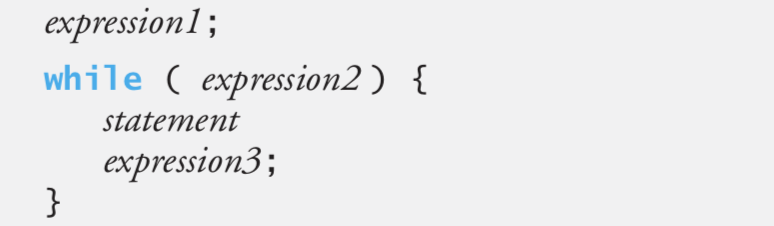 expression1;
while ( expression2 ) {
statement
expression3;
}